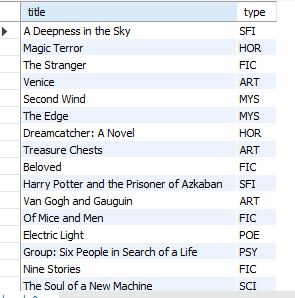 title type
A Deepness in the Sky SFI
Magic Terror HOR
The Stranger FIC
Venice ART
Second Wind MYS
The Edge MYS
Dreamcatcher: A Novel HOR
Treasure Chests ART
Beloved FIC
Harry Potter and the Prisoner of Azkaban SFI
Van Gogh and Gauguin ART
Of Mice and Men FIC
Electric Light POE
Group: Six People in Search of a Life PSY
Nine Stories FIC
The Soul of a New Machine SCI